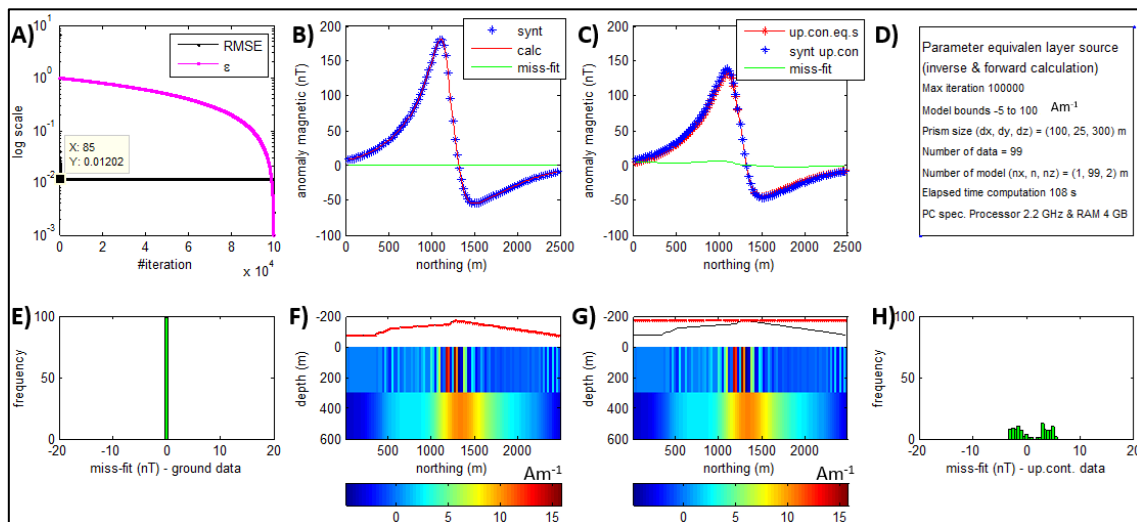 A)
10^1
10^0
10^-1
10^-2
10^-3
log scale
RMSE
ε
X: 85
Y: 0.01202
0 2 4 6 8 10
x 10^4
#iteration
B)
200
150
100
50
0
-50
-100
anomaly magnetic (nT)
synt
calc
miss-fit
0 500 1000 1500 2000 2500
northing (m)
C)
200
150
100
50
0
-50
-100
anomaly magnetic (nT)
up.con.eq.s
synt up.con
miss-fit
0 500 1000 1500 2000 2500
northing (m)
D)
Parameter equivalen layer source
(inverse & forward calculation)
Max iteration 100000
Model bounds -5 to 100 Am⁻¹
Prism size (dx, dy, dz) = (100, 25, 300) m
Number of data = 99
Number of model (nx, n, nz) = (1, 99, 2) m
Elapsed time computation 108 s
PC spec. Processor 2.2 GHz & RAM 4 GB
E)
100
50
0
frequency
-20 -10 0 10 20
miss-fit (nT) - ground data
F)
-200
0
200
400
600
depth (m)
500 1000 1500 2000
northing (m)
Am⁻¹
0 5 10 15
G)
-200
0
200
400
600
depth (m)
500 1000 1500 2000
northing (m)
Am⁻¹
0 5 10 15
H)
100
50
0
frequency
-20 -10 0 10 20
miss-fit (nT) - up.cont. data